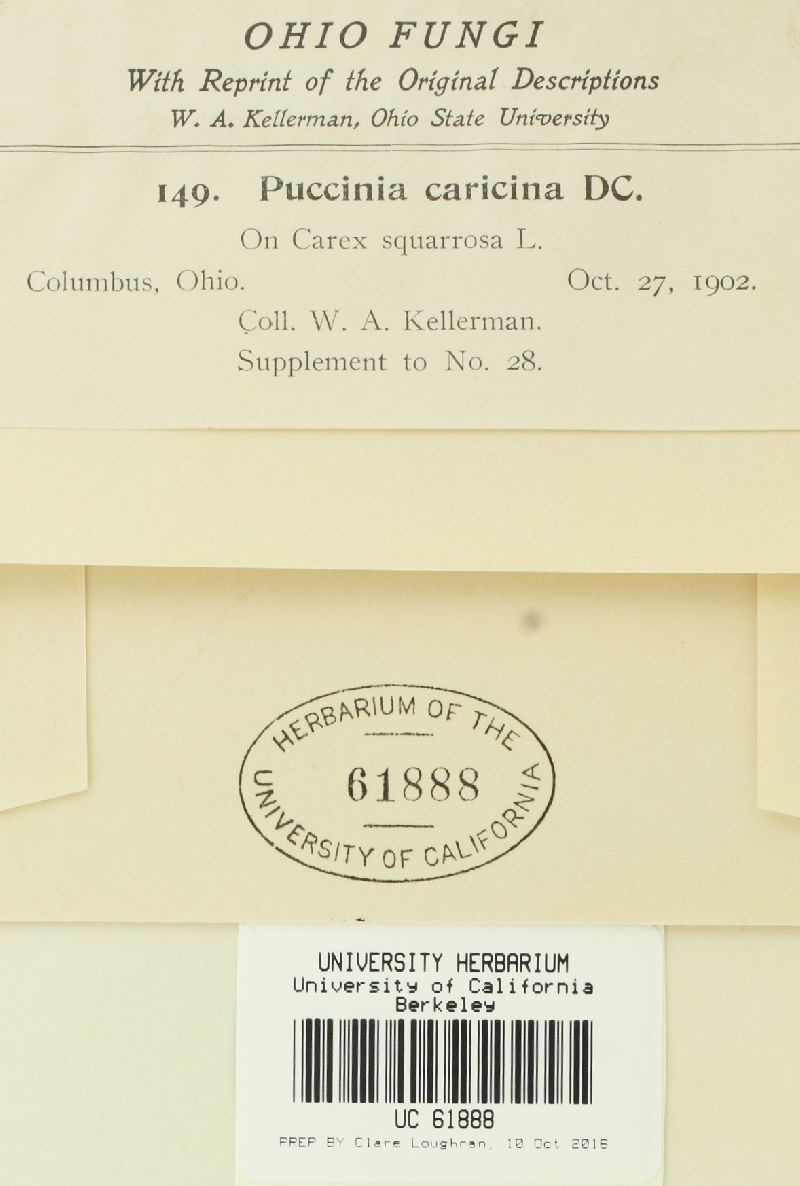 OHIO FUNGI
With Reprint of the Original Descriptions
W. A. Kellerman, Ohio State University
149. Puccinia caricina DC.
On Carex squarrosa L.
Columbus, Ohio. Oct. 27, 1902.
Coll. W. A. Kellerman.
Supplement to No. 28.
HERBARIUM OF THE
61888
UNIVERSITY OF CALIFORNIA
UNIVERSITY HERBARIUM
University of California
Berkeley
UC 61888
PREP BY Clare Loughran, 10 Oct 2015